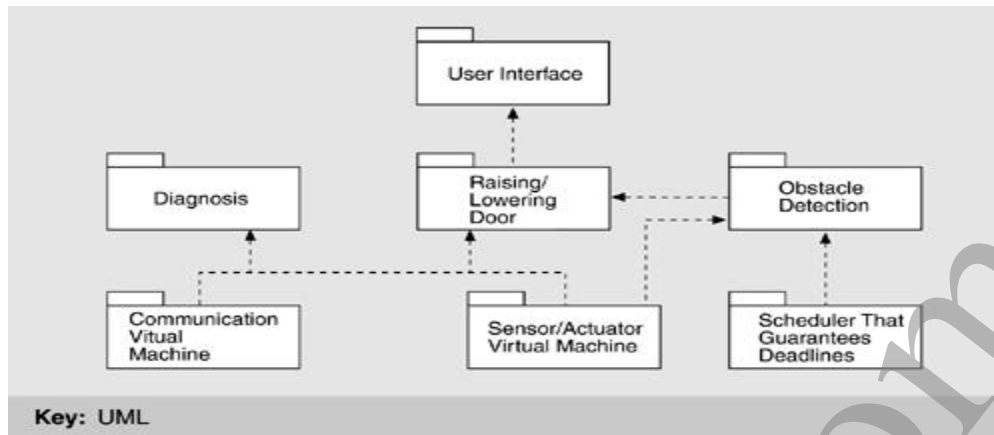 User Interface
Diagnosis
Raising/
Lowering
Door
Obstacle
Detection
Communication
Vitual
Machine
Sensor/Actuator
Virtual Machine
Scheduler That
Guarantees
Deadlines
Key: UML
om